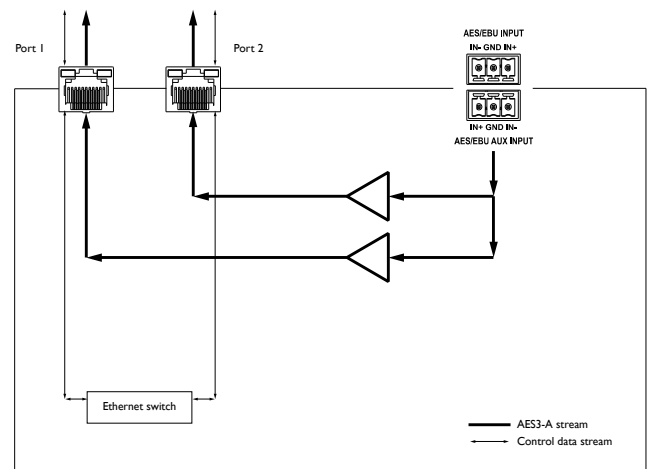 Port 1
Port 2
AES/EBU INPUT
IN- GND IN+
IN+ GND IN-
AES/EBU AUX INPUT
Ethernet switch
AES3-A stream
Control data stream